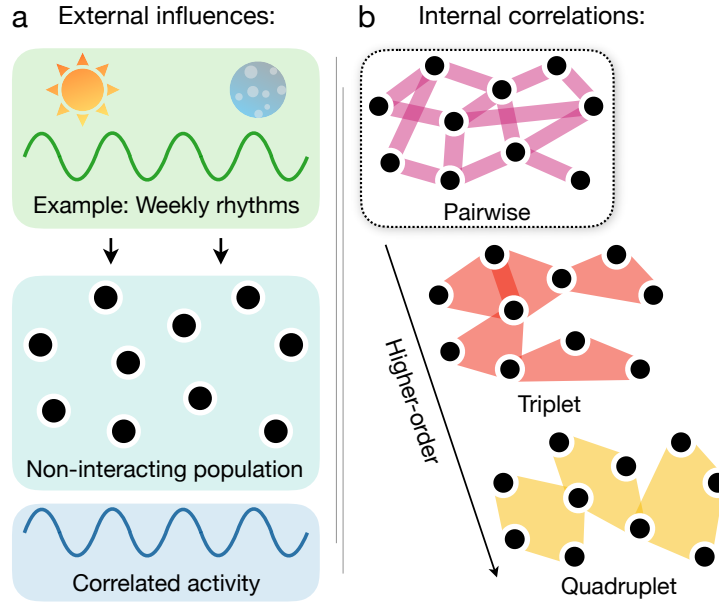 a
External influences:
Example: Weekly rhythms
Non-interacting population
Correlated activity
b
Internal correlations:
Pairwise
Higher-order
Triplet
Quadruplet